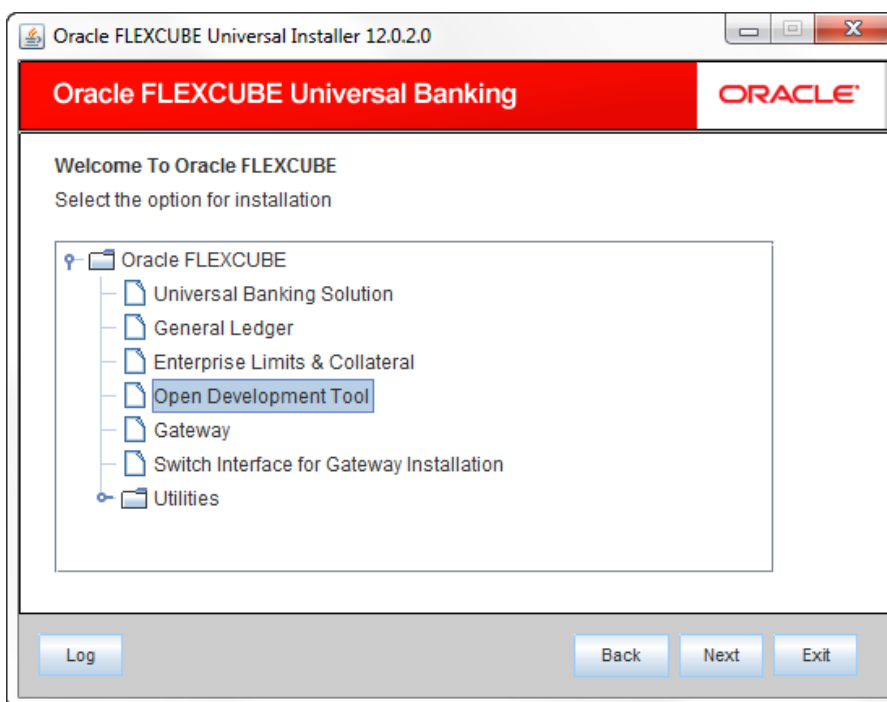 Oracle FLEXCUBE Universal Installer 12.0.2.0
Oracle FLEXCUBE Universal Banking
ORACLE
Welcome To Oracle FLEXCUBE
Select the option for installation
Oracle FLEXCUBE
Universal Banking Solution
General Ledger
Enterprise Limits & Collateral
Open Development Tool
Gateway
Switch Interface for Gateway Installation
Utilities
Log
Back
Next
Exit